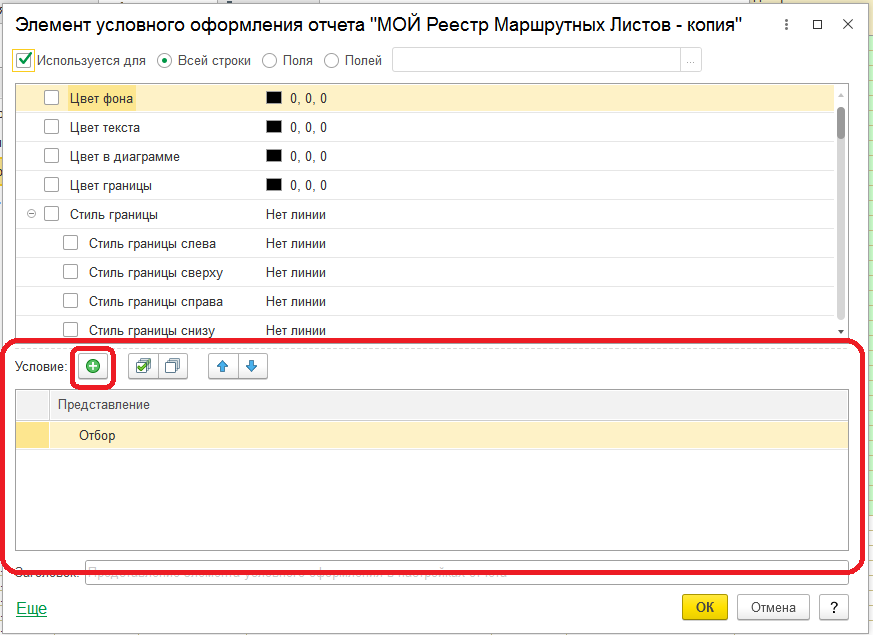 Элемент условного оформления отчета "МОЙ Реестр Маршрутных Листов - копия"
Используется для Всей строки Поля Полей ...
Цвет фона 0, 0, 0
Цвет текста 0, 0, 0
Цвет в диаграмме 0, 0, 0
Цвет границы 0, 0, 0
Стиль границы Нет линии
Стиль границы слева Нет линии
Стиль границы сверху Нет линии
Стиль границы справа Нет линии
Стиль границы снизу Нет линии
Условие:
Представление
Отбор
Заголовок: Представление элемента условного оформления в настройках отчета
Еще ОК Отмена ?